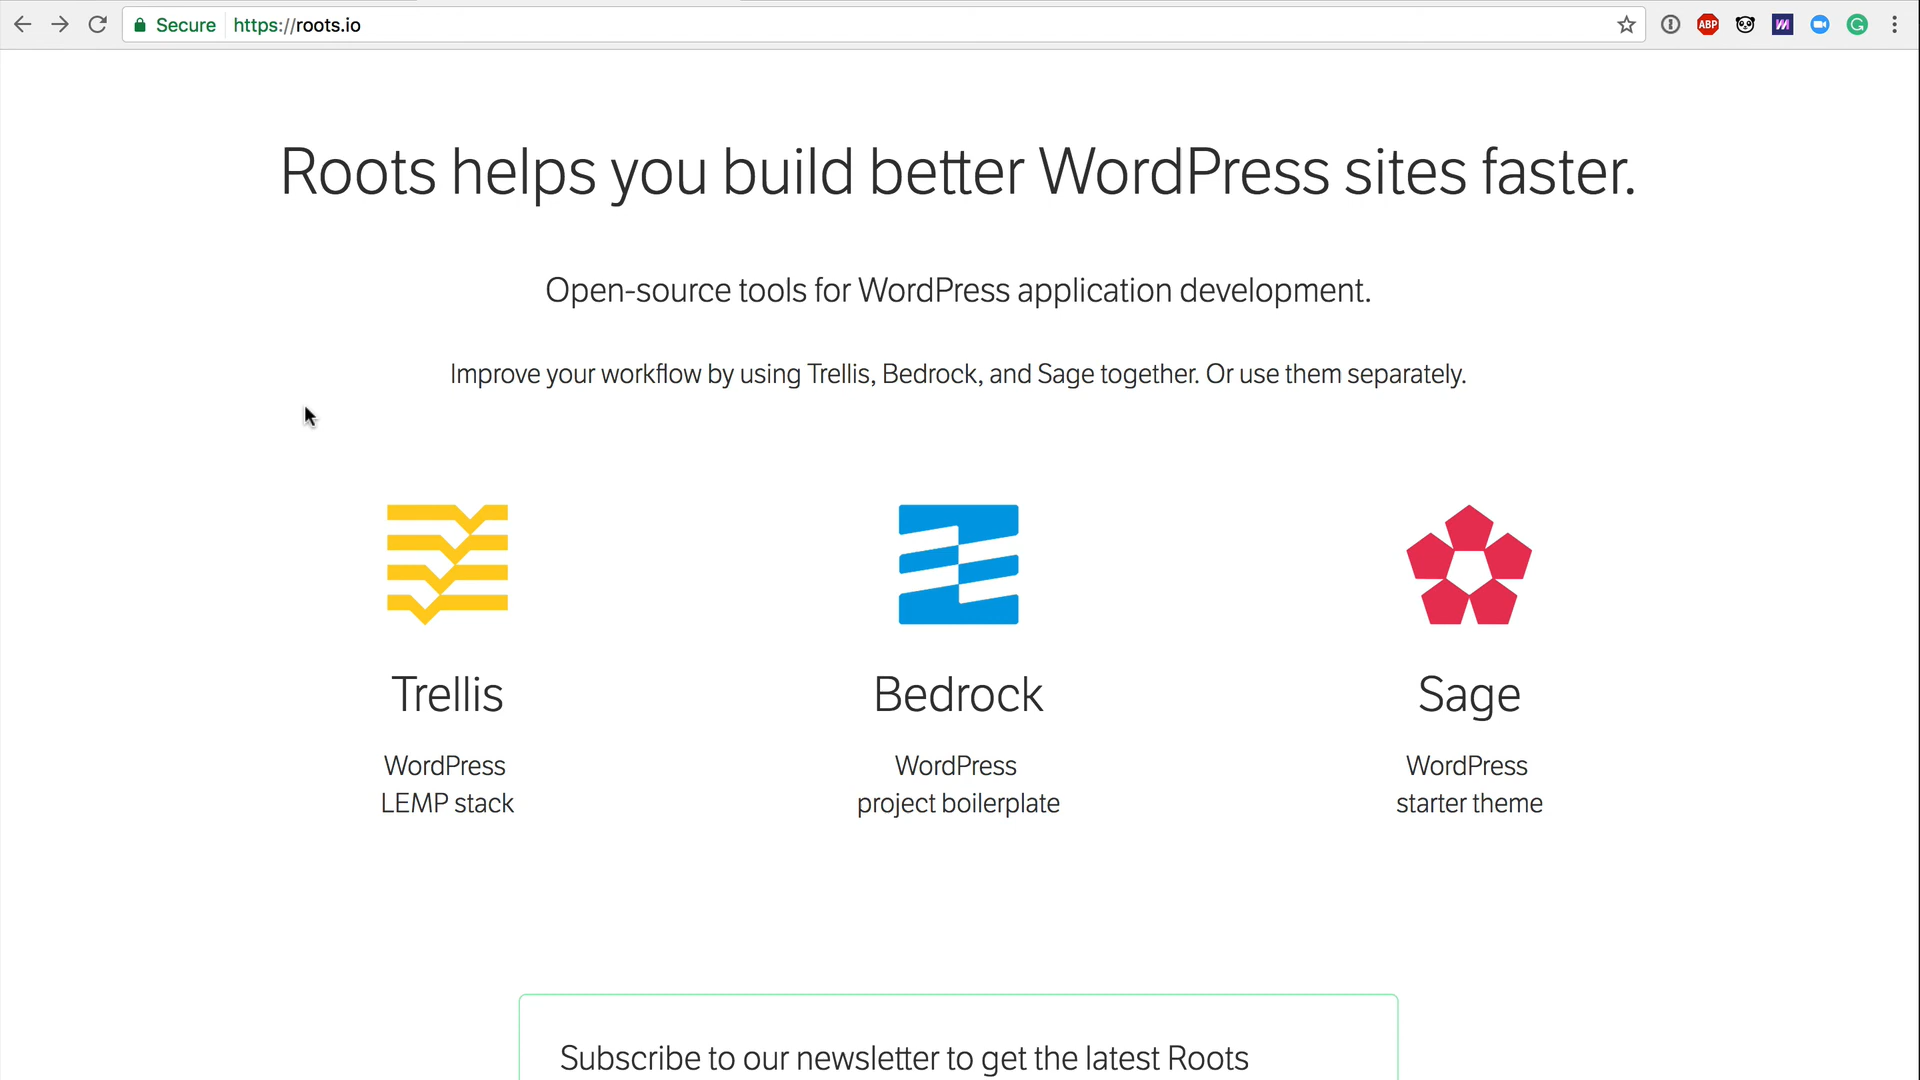 Secure https://roots.io
ABP
Roots helps you build better WordPress sites faster.
Open-source tools for WordPress application development.
Improve your workflow by using Trellis, Bedrock, and Sage together. Or use them separately.
Trellis
Bedrock
Sage
WordPress
LEMP stack
WordPress
project boilerplate
WordPress
starter theme
Subscribe to our newsletter to get the latest Roots